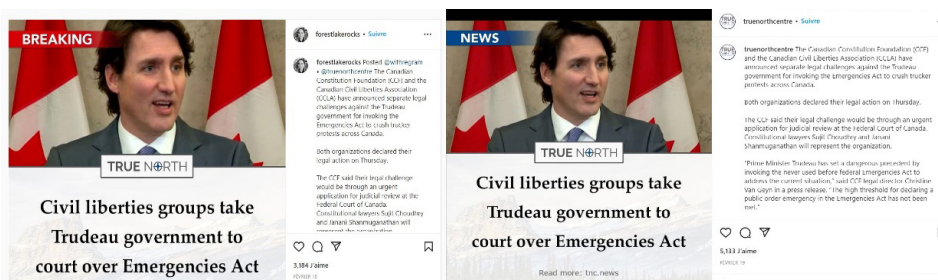 BREAKING
TRUE NORTH
Civil liberties groups take
Trudeau government to
court over Emergencies Act
forestlakerocks • Suivre
forestlakerocks Posted @withregram
• @truenorthcentre The Canadian
Constitution Foundation (CCF) and the
Canadian Civil Liberties Association
(CCLA) have announced separate legal
challenges against the Trudeau
government for invoking the
Emergencies Act to crush trucker
protests across Canada.
Both organizations declared their
legal action on Thursday.
The CCF said their legal challenge
would be through an urgent
application for judicial review at the
Federal Court of Canada.
Constitutional lawyers Sujit Choudhry
and Janani Shanmuganathan will
represent the organization.
3,184 J'aime
FÉVRIER 18
NEWS
TRUE NORTH
Civil liberties groups take
Trudeau government to
court over Emergencies Act
Read more: tnc.news
TRUE
truenorthcentre • Suivre
TRUE
truenorthcentre The Canadian Constitution Foundation (CCF)
and the Canadian Civil Liberties Association (CCLA) have
announced separate legal challenges against the Trudeau
government for invoking the Emergencies Act to crush trucker
protests across Canada.
Both organizations declared their legal action on Thursday.
The CCF said their legal challenge would be through an urgent
application for judicial review at the Federal Court of Canada.
Constitutional lawyers Sujit Choudhry and Janani
Shanmuganathan will represent the organization.
"Prime Minister Trudeau has set a dangerous precedent by
invoking the never used before federal Emergencies Act to
address the current situation," said CCF legal director Christine
Van Geyn in a press release. "The high threshold for declaring a
public order emergency in the Emergencies Act has not been
met."
5,133 J'aime
FÉVRIER 19